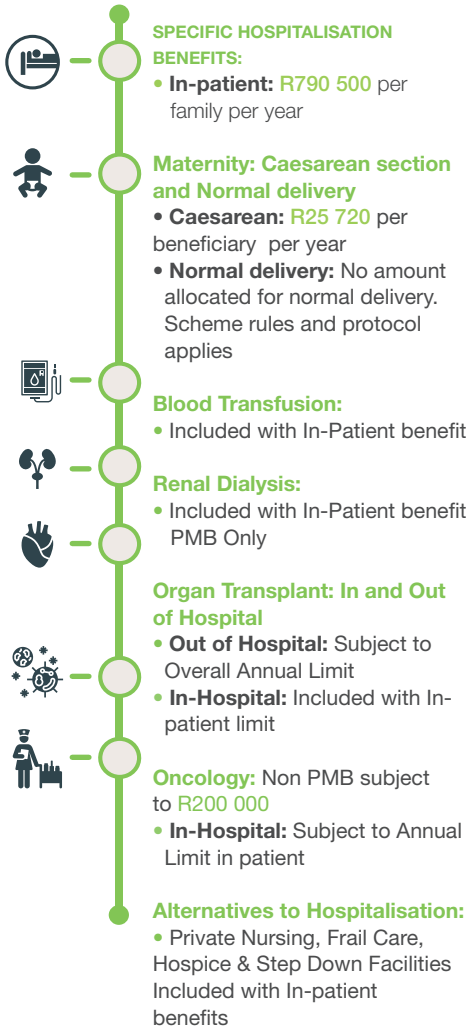 SPECIFIC HOSPITALISATION
BENEFITS:
• In-patient: R790 500 per
family per year
Maternity: Caesarean section
and Normal delivery
• Caesarean: R25 720 per
beneficiary per year
• Normal delivery: No amount
allocated for normal delivery.
Scheme rules and protocol
applies
Blood Transfusion:
• Included with In-Patient benefit
Renal Dialysis:
• Included with In-Patient benefit
PMB Only
Organ Transplant: In and Out
of Hospital
• Out of Hospital: Subject to
Overall Annual Limit
• In-Hospital: Included with In-
patient limit
Oncology: Non PMB subject
to R200 000
• In-Hospital: Subject to Annual
Limit in patient
Alternatives to Hospitalisation:
• Private Nursing, Frail Care,
Hospice & Step Down Facilities
Included with In-patient
benefits